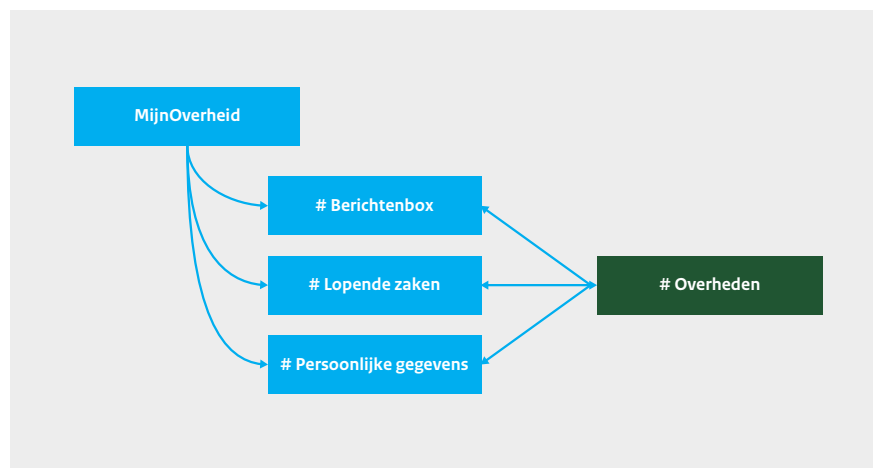 MijnOverheid
# Berichtenbox
# Lopende zaken
# Overheden
# Persoonlijke gegevens